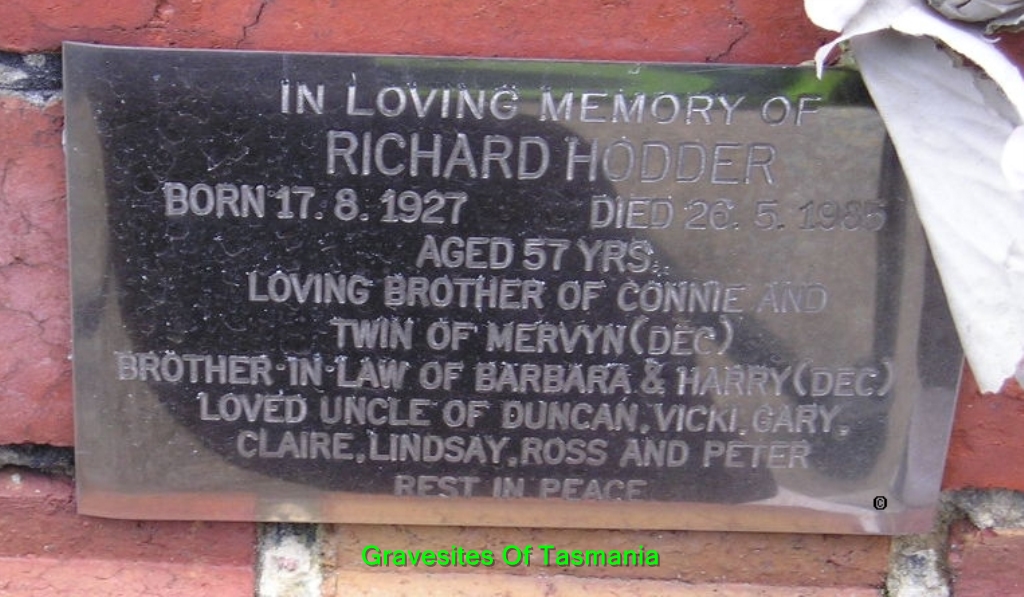 IN LOVING MEMORY OF
RICHARD HODDER
BORN 17. 8. 1927 DIED 26. 5. 1985
AGED 57 YRS.
LOVING BROTHER OF CONNIE AND
TWIN OF MERVYN (DEC)
BROTHER-IN-LAW OF BARBARA & HARRY (DEC)
LOVED UNCLE OF DUNCAN, VICKI, GARY,
CLAIRE, LINDSAY, ROSS AND PETER
REST IN PEACE
©
Gravesites Of Tasmania